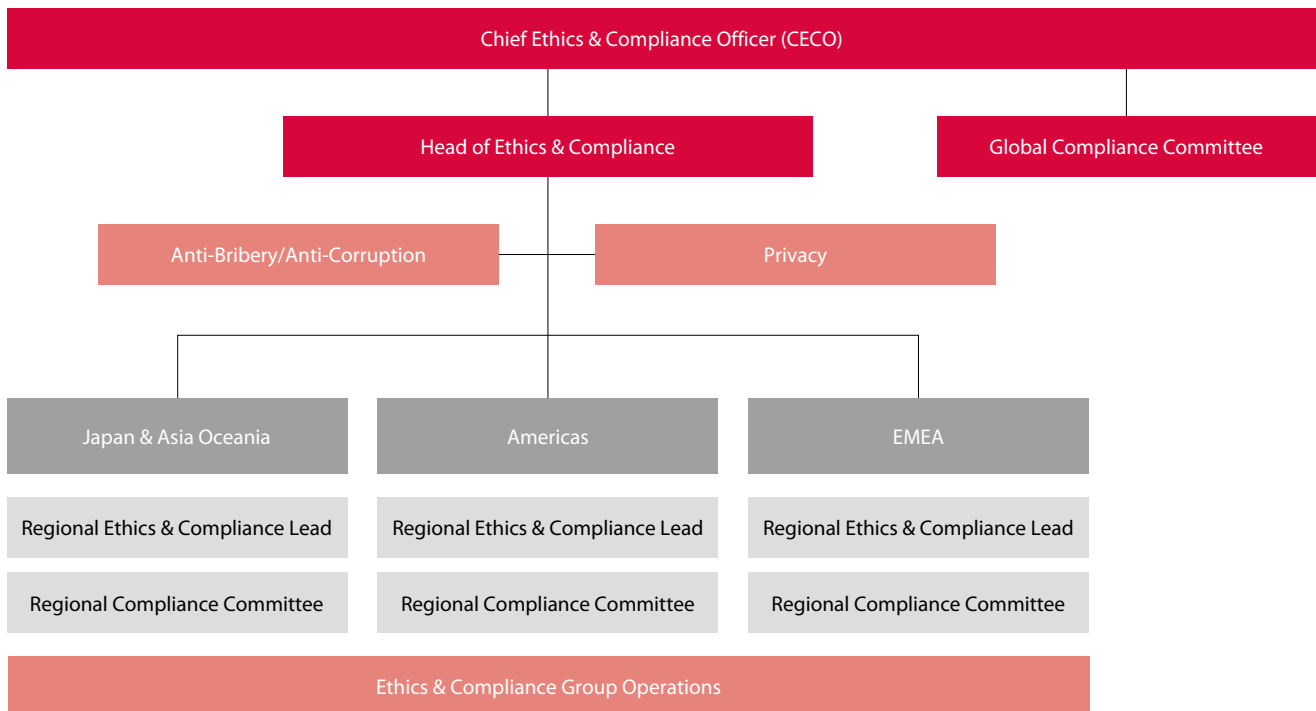 Chief Ethics & Compliance Officer (CECO)
Head of Ethics & Compliance
Global Compliance Committee
Anti-Bribery/Anti-Corruption
Privacy
Japan & Asia Oceania
Americas
EMEA
Regional Ethics & Compliance Lead
Regional Ethics & Compliance Lead
Regional Ethics & Compliance Lead
Regional Compliance Committee
Regional Compliance Committee
Regional Compliance Committee
Ethics & Compliance Group Operations